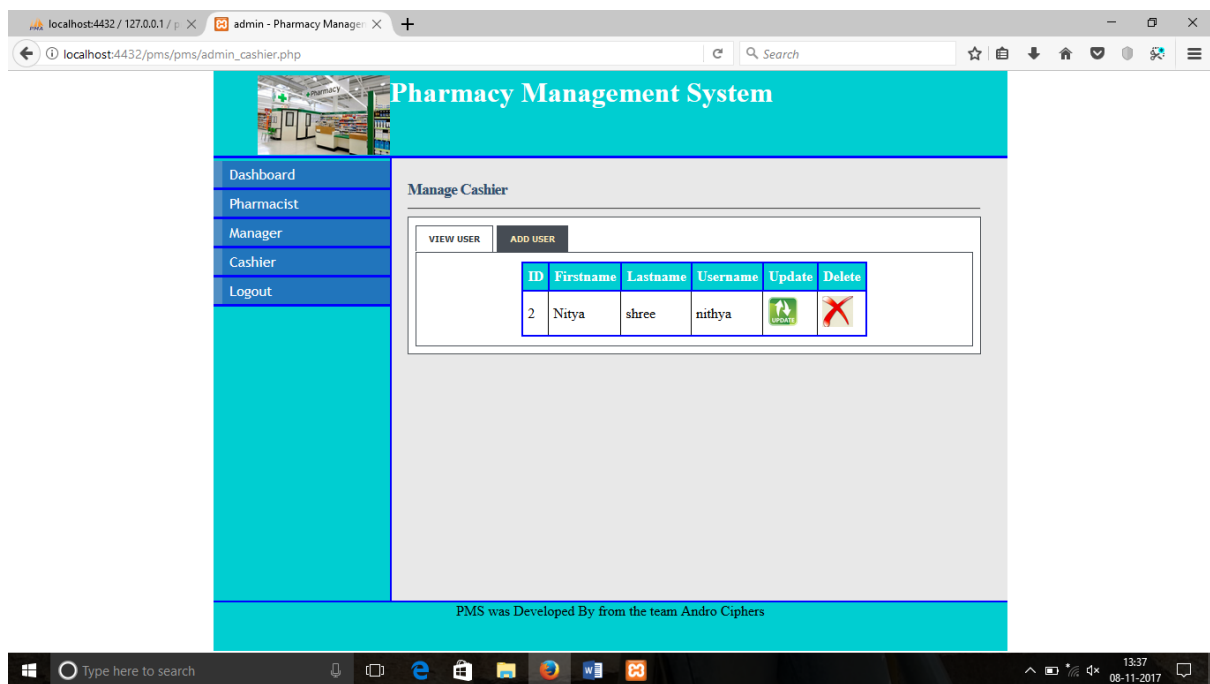 localhost:4432 / 127.0.0.1 / p
admin - Pharmacy Manager
localhost:4432/pms/pms/admin_cashier.php
Search
Pharmacy
Pharmacy Management System
Dashboard
Pharmacist
Manager
Cashier
Logout
Manage Cashier
VIEW USER ADD USER
ID Firstname Lastname Username Update Delete
2 Nitya shree nithya UPDATE
PMS was Developed By from the team Andro Ciphers
Type here to search
13:37
08-11-2017